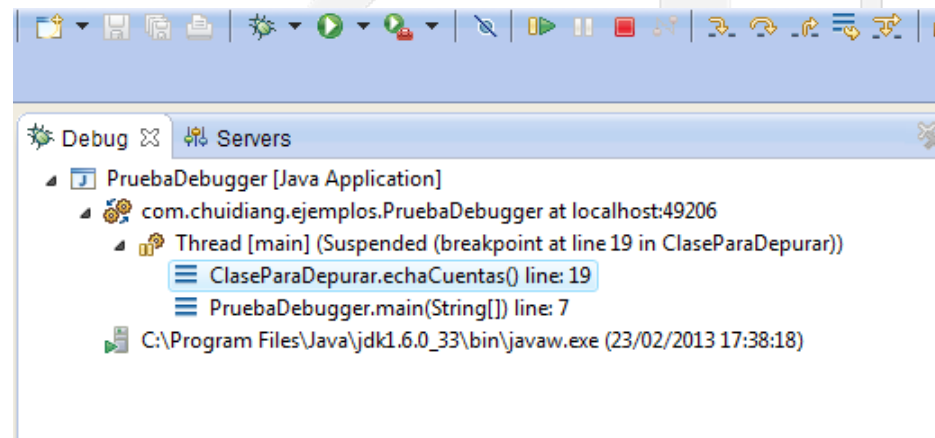 Debug Servers
PruebaDebugger [Java Application]
com.chuidiang.ejemplos.PruebaDebugger at localhost:49206
Thread [main] (Suspended (breakpoint at line 19 in ClaseParaDepurar))
ClaseParaDepurar.echaCuentas() line: 19
PruebaDebugger.main(String[]) line: 7
C:\Program Files\Java\jdk1.6.0_33\bin\javaw.exe (23/02/2013 17:38:18)